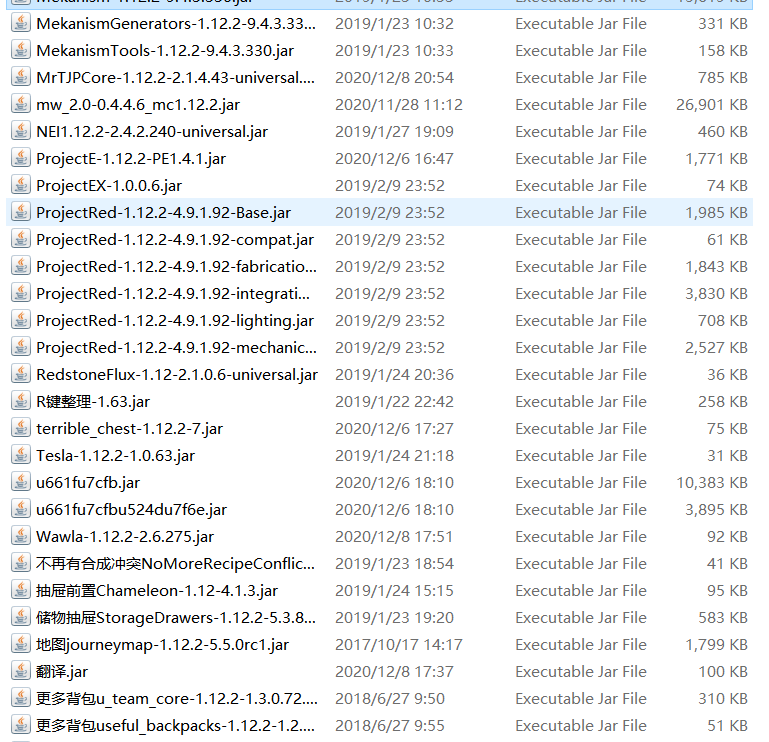 MekanismGenerators-1.12.2-9.4.3.33... 2019/1/23 10:32 Executable Jar File 331 KB
MekanismTools-1.12.2-9.4.3.330.jar 2019/1/23 10:33 Executable Jar File 158 KB
MrTJPCore-1.12.2-2.1.4.43-universal.... 2020/12/8 20:54 Executable Jar File 785 KB
mw_2.0-0.4.4.6_mc1.12.2.jar 2020/11/28 11:12 Executable Jar File 26,901 KB
NEI1.12.2-2.4.2.240-universal.jar 2019/1/27 19:09 Executable Jar File 460 KB
ProjectE-1.12.2-PE1.4.1.jar 2020/12/6 16:47 Executable Jar File 1,771 KB
ProjectEX-1.0.0.6.jar 2019/2/9 23:52 Executable Jar File 74 KB
ProjectRed-1.12.2-4.9.1.92-Base.jar 2019/2/9 23:52 Executable Jar File 1,985 KB
ProjectRed-1.12.2-4.9.1.92-compat.jar 2019/2/9 23:52 Executable Jar File 61 KB
ProjectRed-1.12.2-4.9.1.92-fabricatio... 2019/2/9 23:52 Executable Jar File 1,843 KB
ProjectRed-1.12.2-4.9.1.92-integrati... 2019/2/9 23:52 Executable Jar File 3,830 KB
ProjectRed-1.12.2-4.9.1.92-lighting.jar 2019/2/9 23:52 Executable Jar File 708 KB
ProjectRed-1.12.2-4.9.1.92-mechanic... 2019/2/9 23:52 Executable Jar File 2,527 KB
RedstoneFlux-1.12-2.1.0.6-universal.jar 2019/1/24 20:36 Executable Jar File 36 KB
R键整理-1.63.jar 2019/1/22 22:42 Executable Jar File 258 KB
terrible_chest-1.12.2-7.jar 2020/12/6 17:27 Executable Jar File 75 KB
Tesla-1.12.2-1.0.63.jar 2019/1/24 21:18 Executable Jar File 31 KB
u661fu7cfb.jar 2020/12/6 18:10 Executable Jar File 10,383 KB
u661fu7cfbu524du7f6e.jar 2020/12/6 18:10 Executable Jar File 3,895 KB
Wawla-1.12.2-2.6.275.jar 2020/12/8 17:51 Executable Jar File 92 KB
不再有合成冲突NoMoreRecipeConflic... 2019/1/23 18:54 Executable Jar File 41 KB
抽屉前置Chameleon-1.12-4.1.3.jar 2019/1/24 15:15 Executable Jar File 95 KB
储物抽屉StorageDrawers-1.12.2-5.3.8... 2019/1/23 19:20 Executable Jar File 583 KB
地图journeymap-1.12.2-5.5.0rc1.jar 2017/10/17 14:17 Executable Jar File 1,799 KB
翻译.jar 2020/12/8 17:37 Executable Jar File 100 KB
更多背包u_team_core-1.12.2-1.3.0.72.... 2018/6/27 9:50 Executable Jar File 310 KB
更多背包useful_backpacks-1.12.2-1.2.... 2018/6/27 9:55 Executable Jar File 51 KB